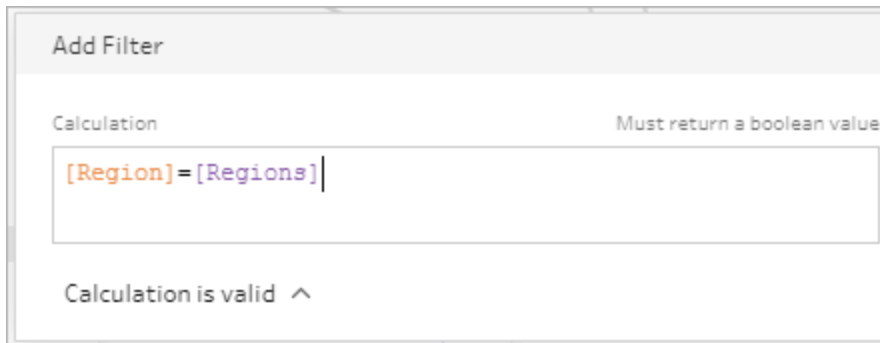 Add Filter
Calculation Must return a boolean value
[Region]=[Regions]
Calculation is valid